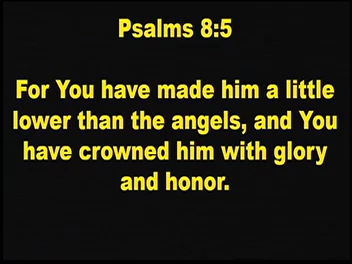 Psalms 8:5
For You have made him a little
lower than the angels, and You
have crowned him with glory
and honor.